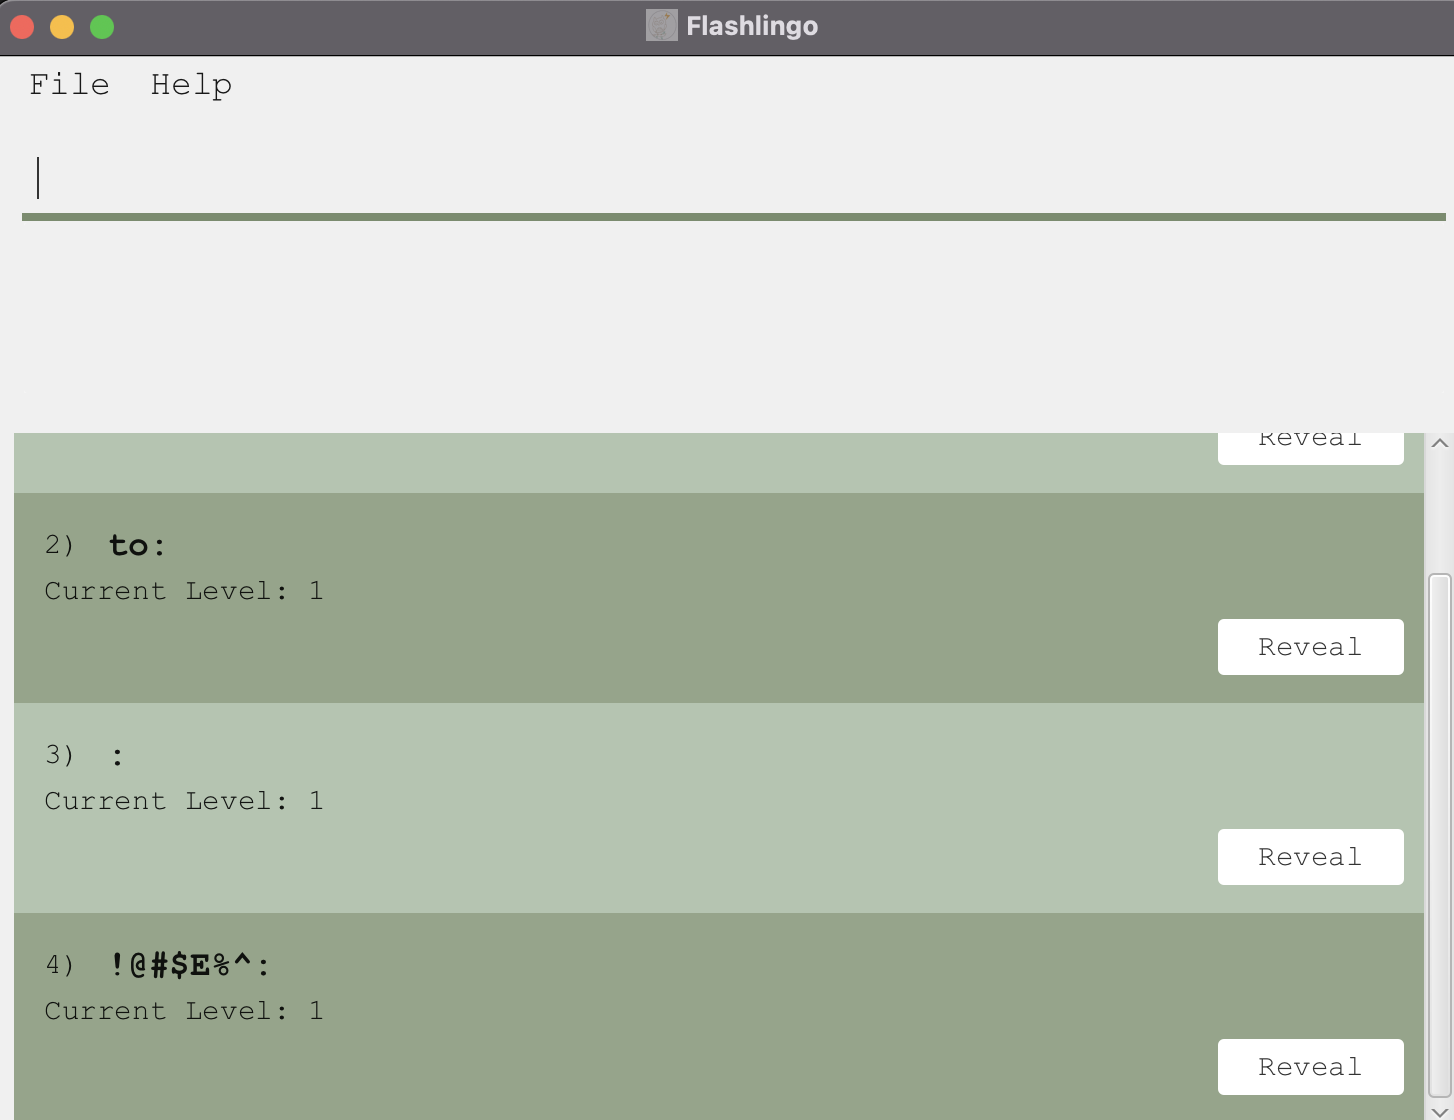 Flashlingo
File Help
Reveal
2) to:
Current Level: 1
Reveal
3) :
Current Level: 1
Reveal
4) !@#$E%^:
Current Level: 1
Reveal